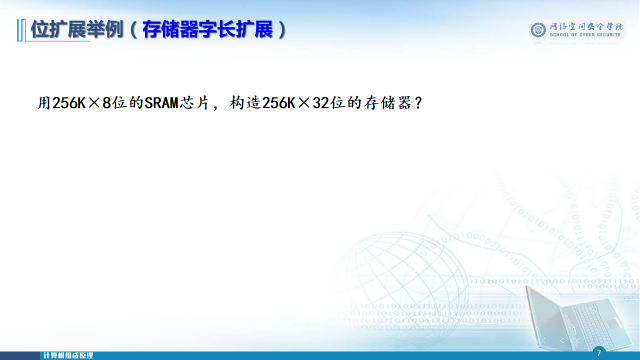 位扩展举例（存储器字长扩展）
网络空间安全学院
SCHOOL OF CYBER SECURITY
用256K×8位的SRAM芯片，构造256K×32位的存储器？
计算机组成原理
7